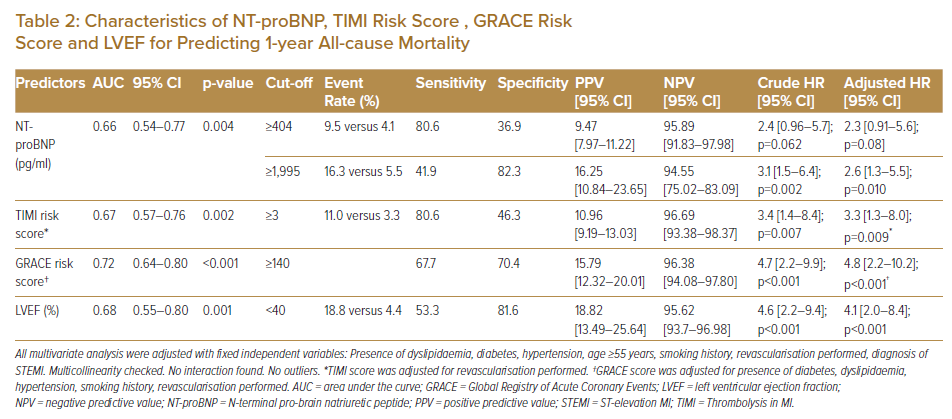 Table 2: Characteristics of NT-proBNP, TIMI Risk Score , GRACE Risk
Score and LVEF for Predicting 1-year All-cause Mortality
Predictors AUC 95% CI p-value Cut-off Event Rate (%) Sensitivity Specificity PPV [95% CI] NPV [95% CI] Crude HR [95% CI] Adjusted HR [95% CI]
NT-proBNP (pg/ml) 0.66 0.54–0.77 0.004 ≥404 9.5 versus 4.1 80.6 36.9 9.47 [7.97–11.22] 95.89 [91.83–97.98] 2.4 [0.96–5.7]; p=0.062 2.3 [0.91–5.6]; p=0.08]
≥1,995 16.3 versus 5.5 41.9 82.3 16.25 [10.84–23.65] 94.55 [75.02–83.09] 3.1 [1.5–6.4]; p=0.002 2.6 [1.3–5.5]; p=0.010
TIMI risk score* 0.67 0.57–0.76 0.002 ≥3 11.0 versus 3.3 80.6 46.3 10.96 [9.19–13.03] 96.69 [93.38–98.37] 3.4 [1.4–8.4]; p=0.007 3.3 [1.3–8.0]; p=0.009*
GRACE risk score† 0.72 0.64–0.80 <0.001 ≥140 67.7 70.4 15.79 [12.32–20.01] 96.38 [94.08–97.80] 4.7 [2.2–9.9]; p<0.001 4.8 [2.2–10.2]; p<0.001†
LVEF (%) 0.68 0.55–0.80 0.001 <40 18.8 versus 4.4 53.3 81.6 18.82 [13.49–25.64] 95.62 [93.7–96.98] 4.6 [2.2–9.4]; p<0.001 4.1 [2.0–8.4]; p<0.001
All multivariate analysis were adjusted with fixed independent variables: Presence of dyslipidaemia, diabetes, hypertension, age ≥55 years, smoking history, revascularisation performed, diagnosis of
STEMI. Multicollinearity checked. No interaction found. No outliers. *TIMI score was adjusted for revascularisation performed. †GRACE score was adjusted for presence of diabetes, dyslipidaemia,
hypertension, smoking history, revascularisation performed. AUC = area under the curve; GRACE = Global Registry of Acute Coronary Events; LVEF = left ventricular ejection fraction;
NPV = negative predictive value; NT-proBNP = N-terminal pro-brain natriuretic peptide; PPV = positive predictive value; STEMI = ST-elevation MI; TIMI = Thrombolysis in MI.